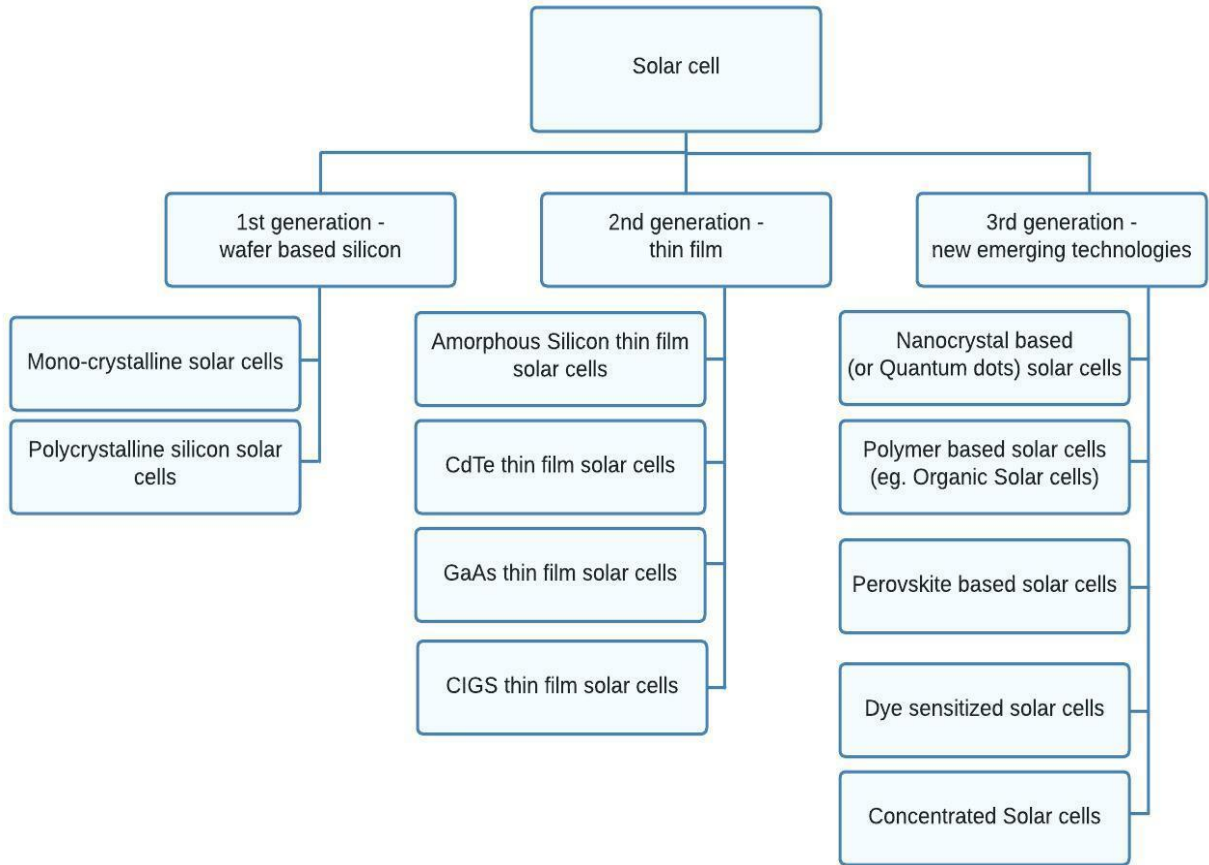 Solar cell
1st generation -
wafer based silicon
2nd generation -
thin film
3rd generation -
new emerging technologies
Mono-crystalline solar cells
Polycrystalline silicon solar
cells
Amorphous Silicon thin film
solar cells
CdTe thin film solar cells
GaAs thin film solar cells
CIGS thin film solar cells
Nanocrystal based
(or Quantum dots) solar cells
Polymer based solar cells
(eg. Organic Solar cells)
Perovskite based solar cells
Dye sensitized solar cells
Concentrated Solar cells